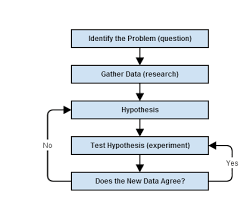 Identify the Problem (question)
Gather Data (research)
Hypothesis
No
Test Hypothesis (experiment)
Yes
Does the New Data Agree?